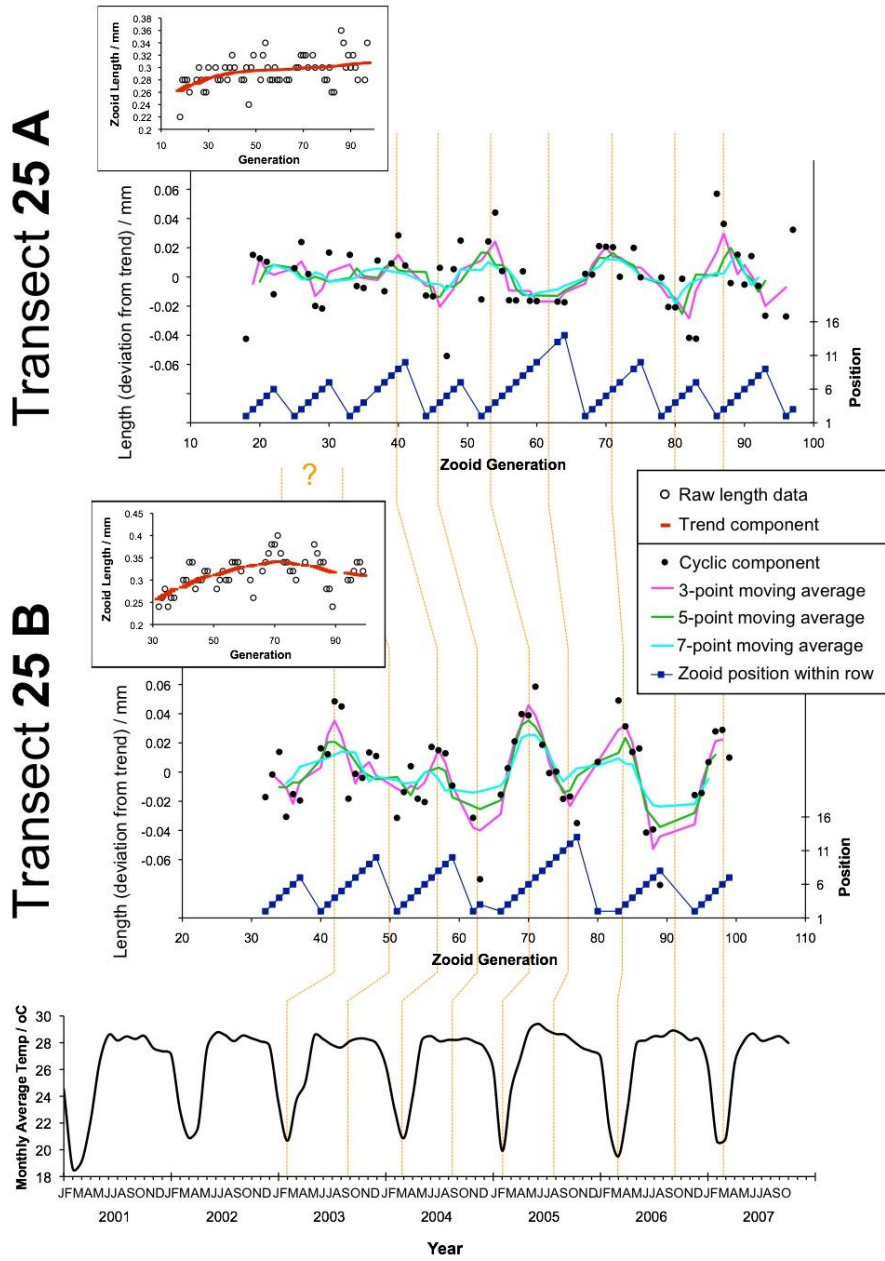 Transect 25 A
Zooid Length / mm
0.38
0.36
0.34
0.32
0.3
0.28
0.26
0.24
0.22
0.2
10 30 50 70 90
Generation
Length (deviation from trend) / mm
0.06
0.04
0.02
0
-0.02
-0.04
-0.06
16
11
6
1
Position
10 20 30 40 50 60 70 80 90 100
Zooid Generation
?
Raw length data
Trend component
Cyclic component
3-point moving average
5-point moving average
7-point moving average
Zooid position within row
Transect 25 B
Zooid Length / mm
0.45
0.4
0.35
0.3
0.25
0.2
30 50 70 90
Generation
Length (deviation from trend) / mm
0.06
0.04
0.02
0
-0.02
-0.04
-0.06
16
11
6
1
Position
20 30 40 50 60 70 80 90 100 110
Zooid Generation
Monthly Average Temp / oC
30
28
26
24
22
20
18
JFMAMJJASONDJFMAMJJASONDJFMAMJJASONDJFMAMJJASONDJFMAMJJASONDJFMAMJJASONDJFMAMJJASO
2001 2002 2003 2004 2005 2006 2007
Year